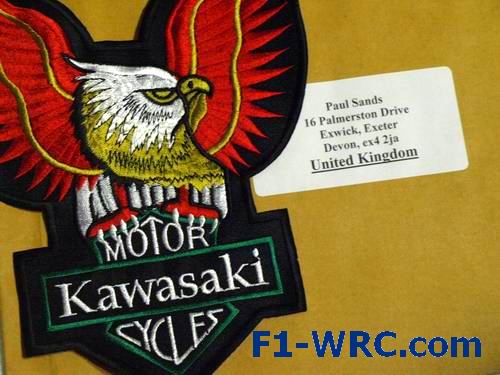 Paul Sands
16 Palmerston Drive
Exwick, Exeter
Devon, ex4 2ja
United Kingdom
MOTOR
Kawasaki
CYCLES
F1-WRC.com